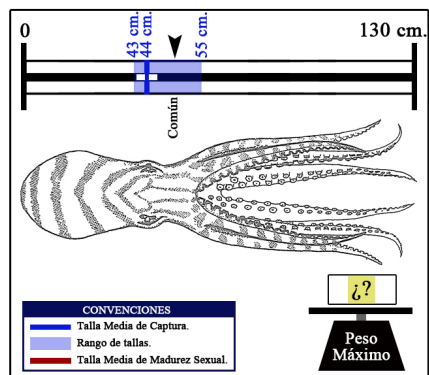 0
130 cm.
43 cm.
44 cm.
55 cm.
Común
CONVENCIONES
Talla Media de Captura.
Rango de tallas.
Talla Media de Madurez Sexual.
¿?
Peso
Máximo